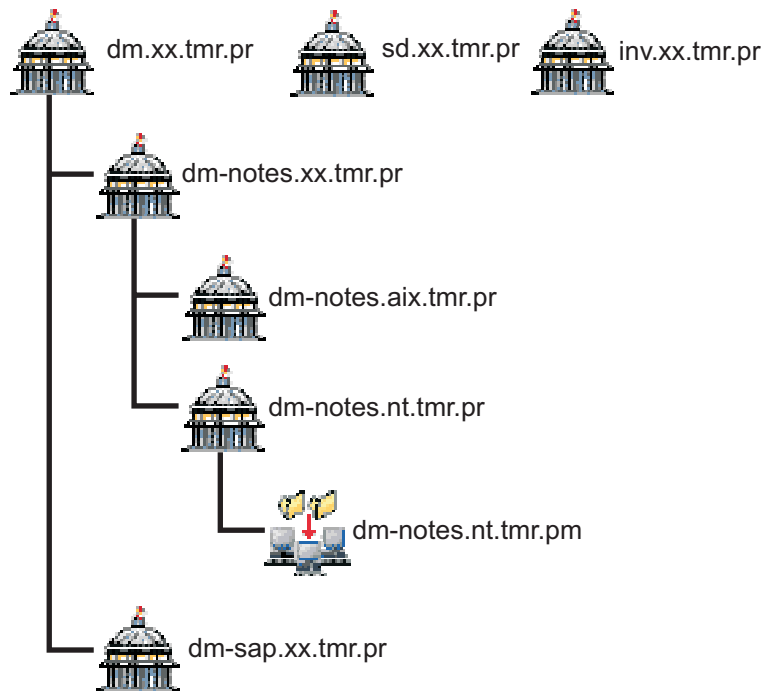 dm.xx.tmr.pr
sd.xx.tmr.pr
inv.xx.tmr.pr
dm-notes.xx.tmr.pr
dm-notes.aix.tmr.pr
dm-notes.nt.tmr.pr
dm-notes.nt.tmr.pm
dm-sap.xx.tmr.pr